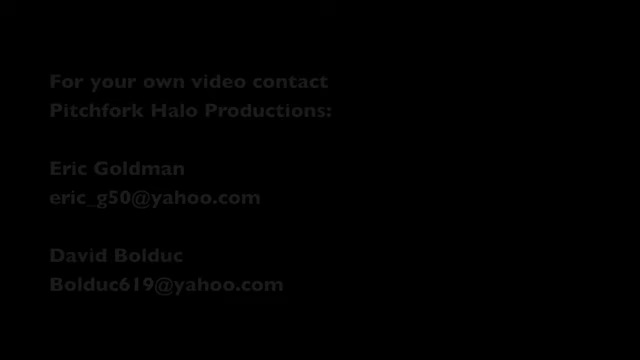 For your own video contact
Pitchfork Halo Productions:
Eric Goldman
eric_g50@yahoo.com
David Bolduc
Bolduc619@yahoo.com